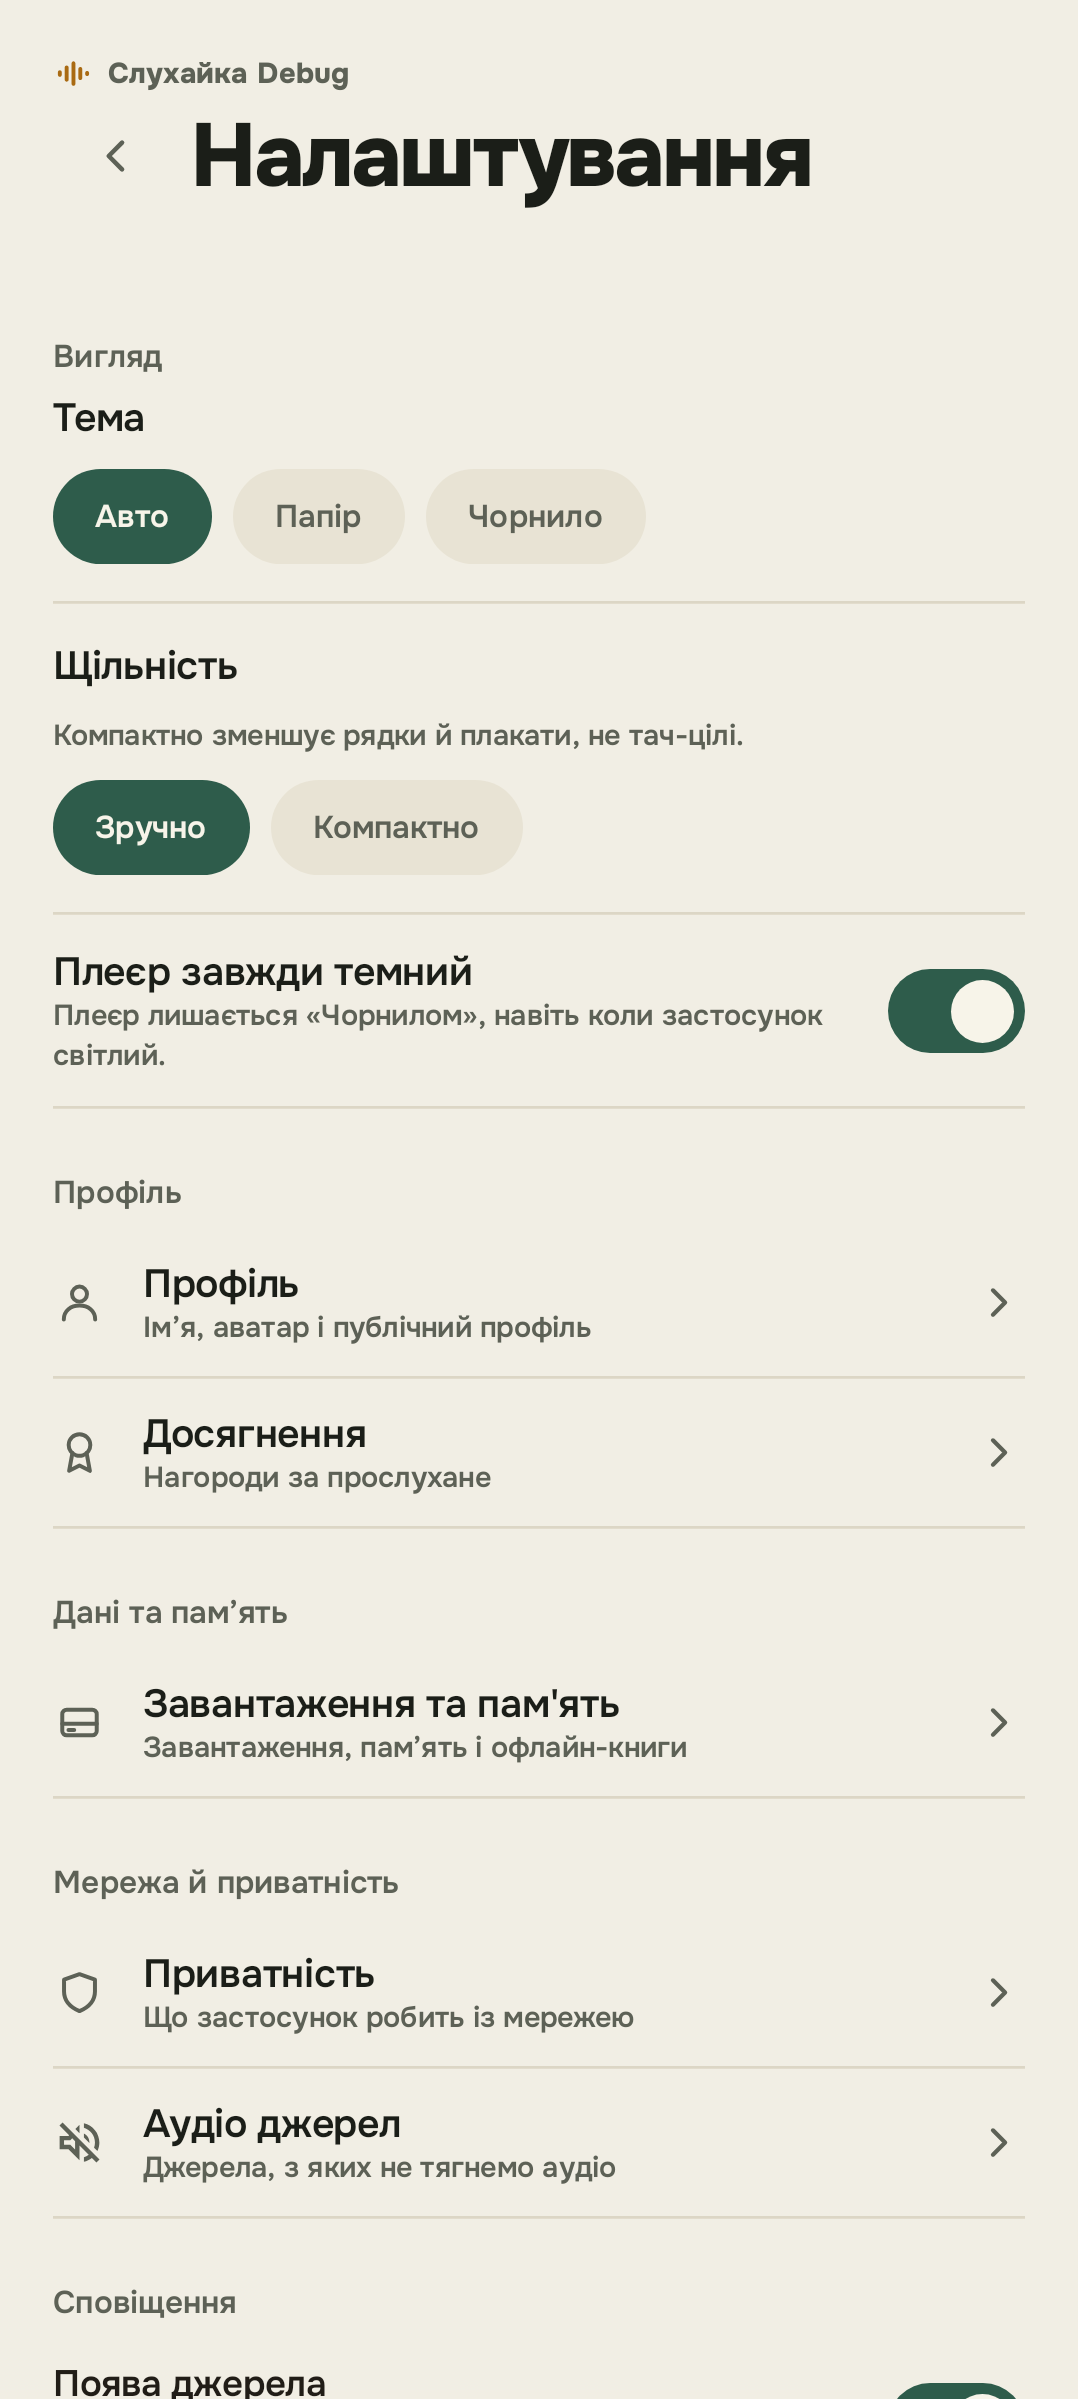 Слухайка Debug
Налаштування
Вигляд
Тема
Авто
Папір
Чорнило
Щільність
Компактно зменшує рядки й плакати, не тач-цілі.
Зручно
Компактно
Плеєр завжди темний
Плеєр лишається «Чорнилом», навіть коли застосунок
світлий.
Профіль
Профіль
Ім’я, аватар і публічний профіль
Досягнення
Нагороди за прослухане
Дані та пам’ять
Завантаження та пам'ять
Завантаження, пам’ять і офлайн-книги
Мережа й приватність
Приватність
Що застосунок робить із мережею
Аудіо джерел
Джерела, з яких не тягнемо аудіо
Сповіщення
Поява джерела